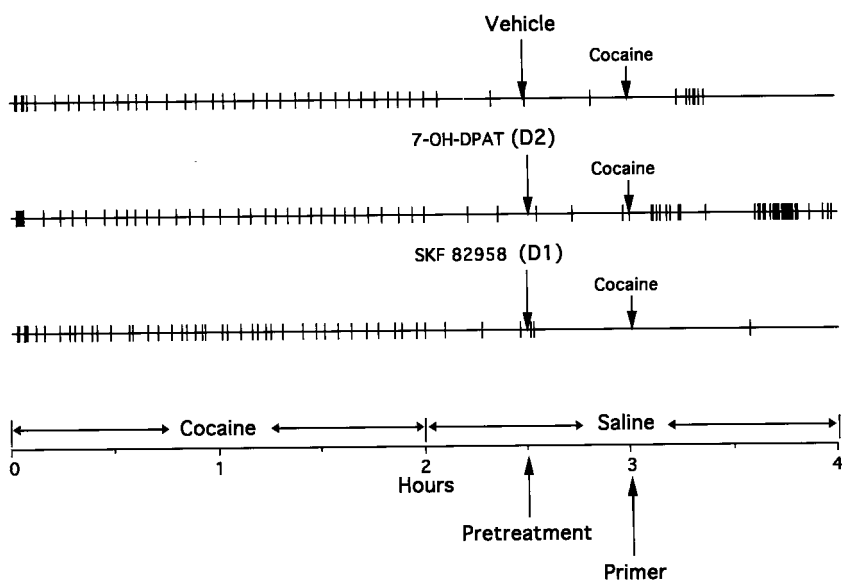 Vehicle
Cocaine
7-OH-DPAT (D2)
Cocaine
SKF 82958 (D1)
Cocaine
Cocaine Saline
0 1 2 3 4
Hours
Pretreatment
Primer